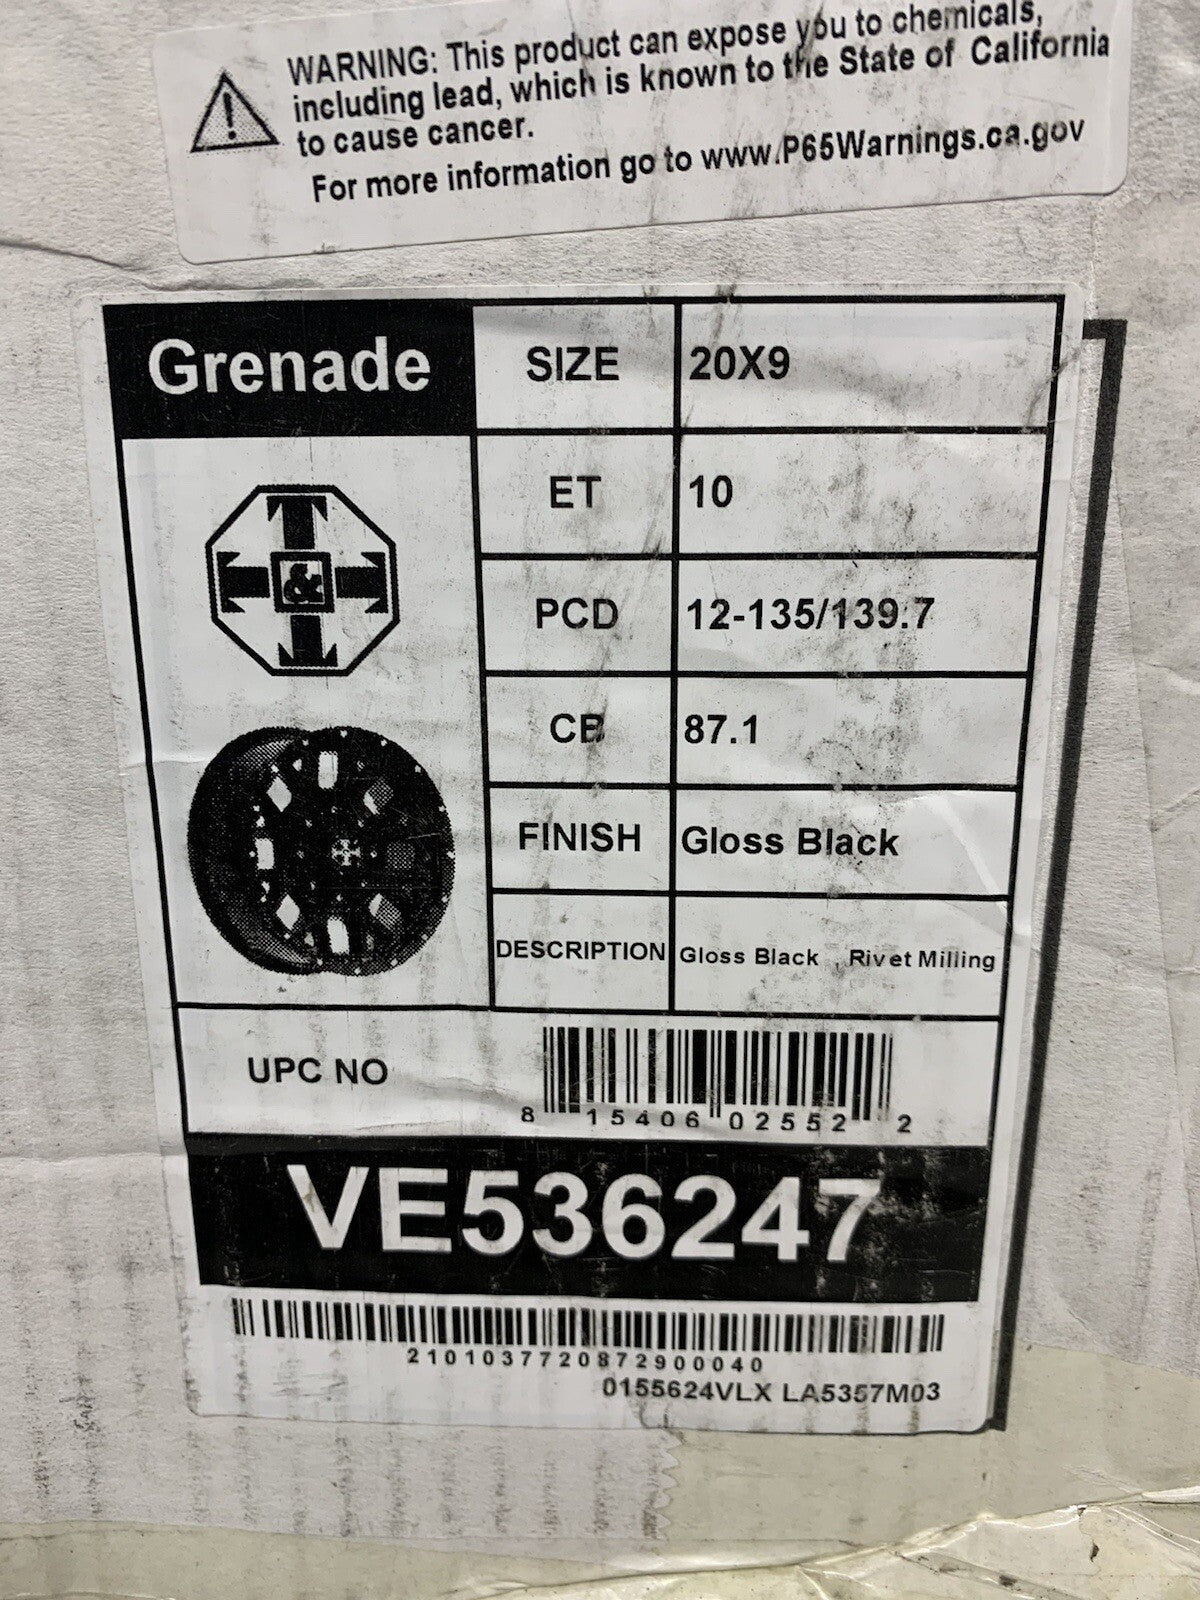 WARNING: This product can expose you to chemicals,
including lead, which is known to the State of California
to cause cancer.
For more information go to www.P65Warnings.ca.gov
Grenade
SIZE 20X9
ET 10
&
PCD 12-135/139.7
CB 87.1
FINISH Gloss Black
DESCRIPTION Gloss Black , Rivet Milling
UPC NO
8 15406 02552 2
VE536247
2101037720872900040
0155624VLX LA5357M03